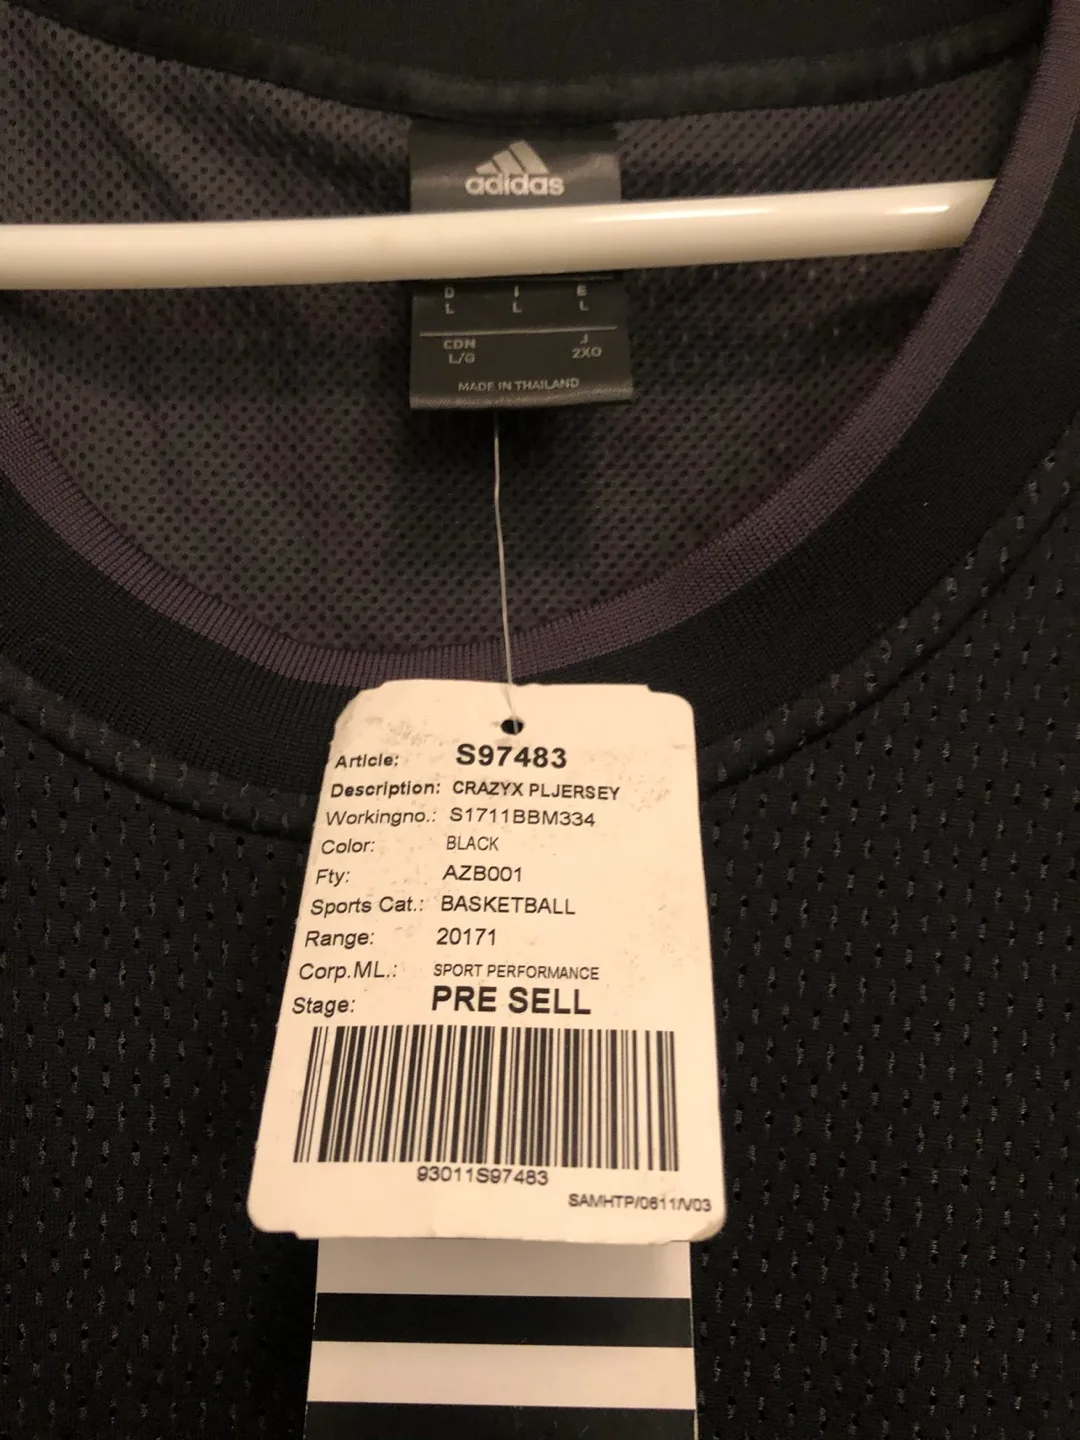 adidas
D I E
L L L
CDN J
L/G 2XO
MADE IN THAILAND
Article: S97483
Description: CRAZYX PLJERSEY
Workingno.: S1711BBM334
Color: BLACK
Fty: AZB001
Sports Cat.: BASKETBALL
Range: 20171
Corp.ML.: SPORT PERFORMANCE
Stage: PRE SELL
93011S97483
SAMHTP/0611/V03